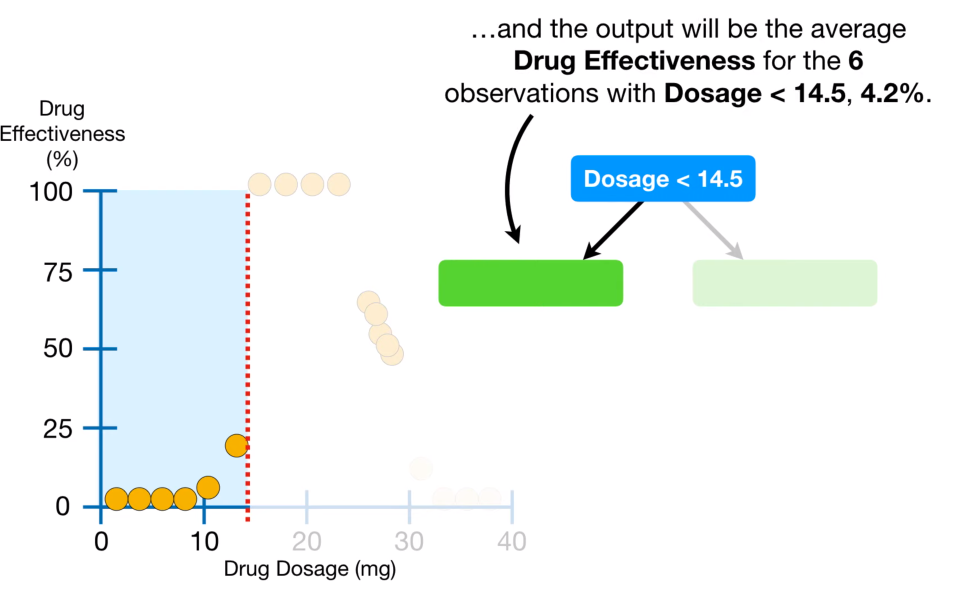 …and the output will be the average
Drug Effectiveness for the 6
observations with Dosage < 14.5, 4.2%.
Drug
Effectiveness
(%)
Dosage < 14.5
100
75
50
25
0
0 10 20 30 40
Drug Dosage (mg)